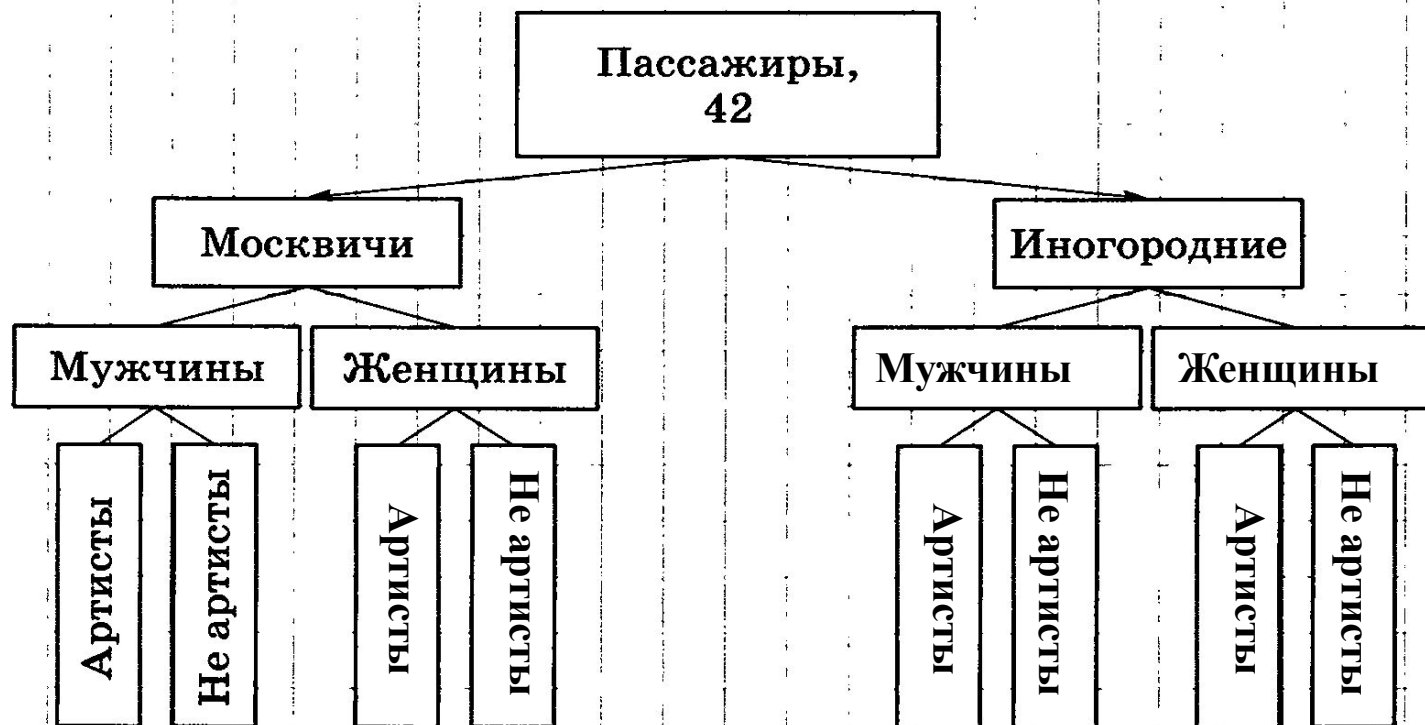 Пассажиры,
42
Москвичи
Иногородние
Мужчины
Женщины
Мужчины
Женщины
Артисты
Не артисты
Артисты
Не артисты
Артисты
Не артисты
Артисты
Не артисты